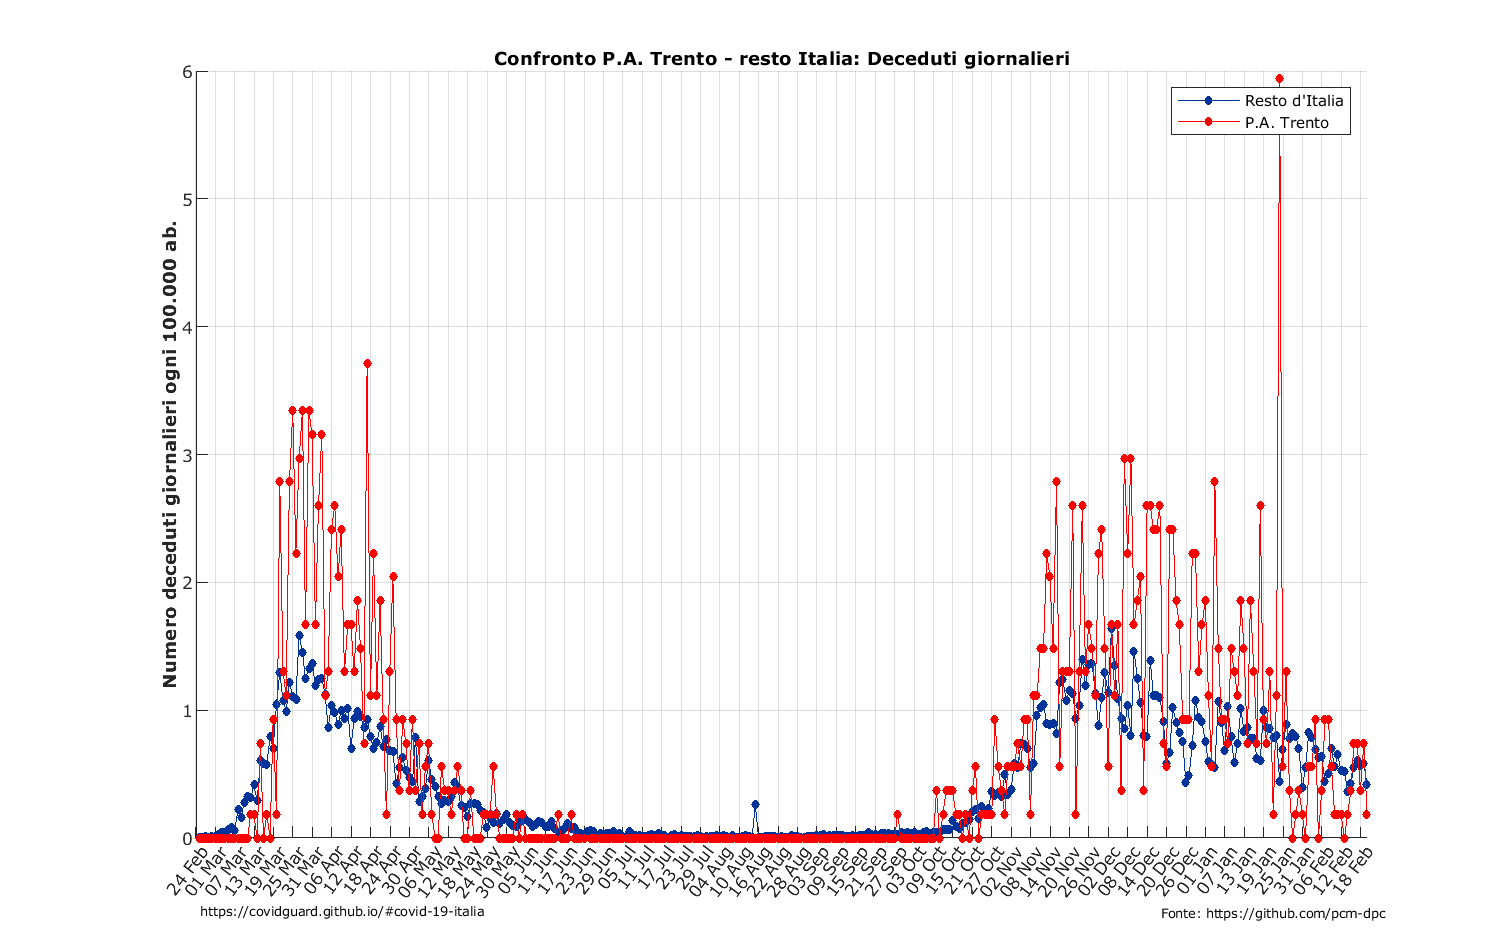 Confronto P.A. Trento - resto Italia: Deceduti giornalieri
Resto d'Italia
P.A. Trento
Numero deceduti giornalieri ogni 100.000 ab.
6
5
4
3
2
1
0
24 Feb
01 Mar
07 Mar
13 Mar
19 Mar
25 Mar
31 Mar
06 Apr
12 Apr
18 Apr
24 Apr
30 Apr
06 May
12 May
18 May
24 May
30 May
05 Jun
11 Jun
17 Jun
23 Jun
29 Jun
05 Jul
11 Jul
17 Jul
23 Jul
29 Jul
04 Aug
10 Aug
16 Aug
22 Aug
28 Aug
03 Sep
09 Sep
15 Sep
21 Sep
27 Sep
03 Oct
09 Oct
15 Oct
21 Oct
27 Oct
02 Nov
08 Nov
14 Nov
20 Nov
26 Nov
02 Dec
08 Dec
14 Dec
20 Dec
26 Dec
01 Jan
07 Jan
13 Jan
19 Jan
25 Jan
31 Jan
06 Feb
12 Feb
18 Feb
https://covidguard.github.io/#covid-19-italia
Fonte: https://github.com/pcm-dpc